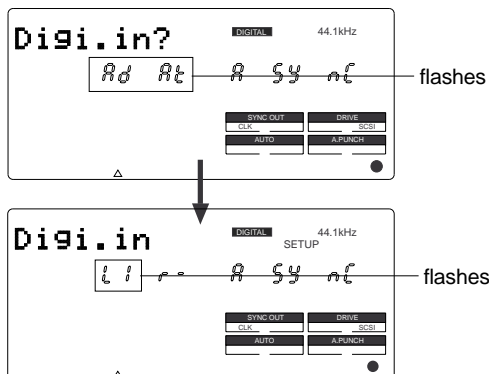 Digi.in? DIGITAL 44.1kHz
Ad At A SY nC flashes
SYNC OUT DRIVE
CLK SCSI
AUTO A.PUNCH
Digi.in DIGITAL 44.1kHz
SETUP
LI r- A SY nC flashes
SYNC OUT DRIVE
CLK SCSI
AUTO A.PUNCH